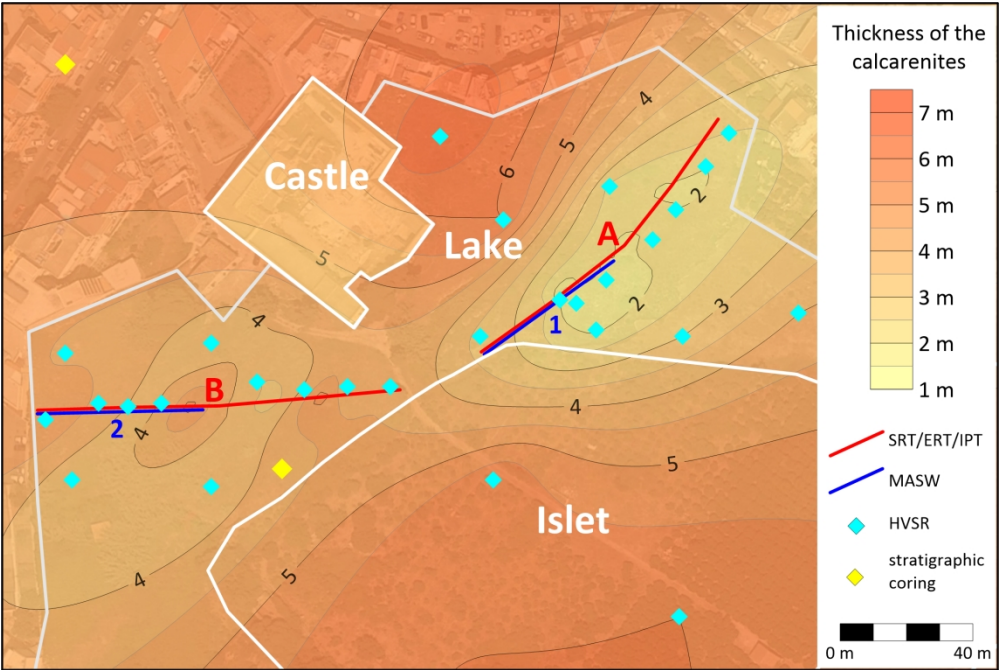 Thickness of the
calcarenites
7 m
6 m
5 m
4 m
3 m
2 m
1 m
SRT/ERT/IPT
MASW
HVSR
stratigraphic
coring
0 m 40 m
Castle
Lake
Islet
A
1
B
2
4
5
6
2
2
3
5
4
4
4
5
4
5